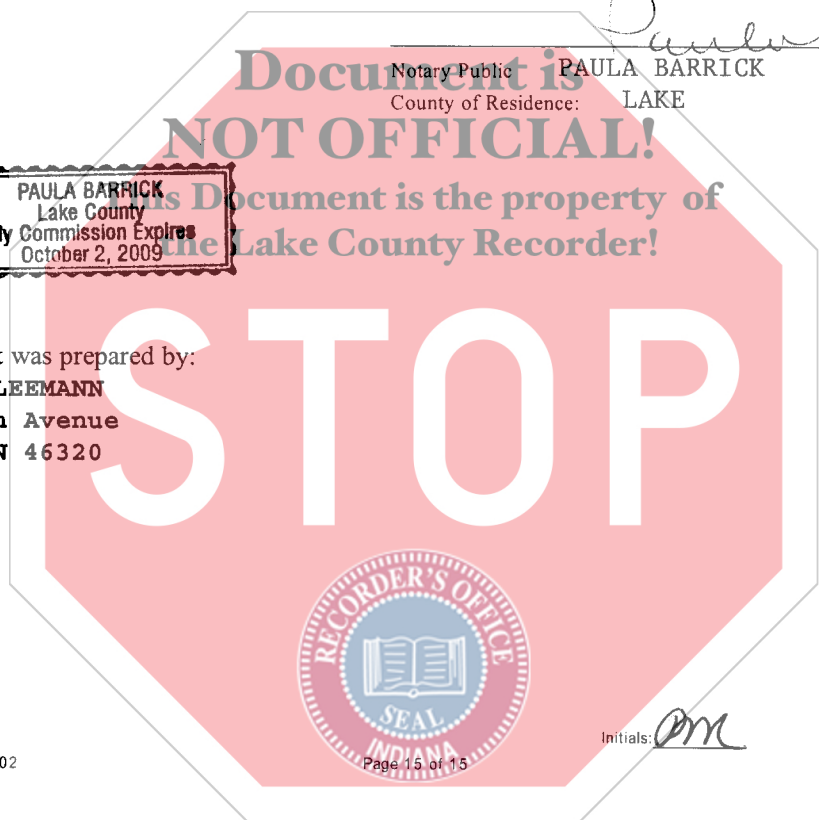 Paula
Document is
Notary Public PAULA BARRICK
County of Residence: LAKE
NOT OFFICIAL!
PAULA BARRICK
Lake County
My Commission Expires
October 2, 2009
This Document is the property of
the Lake County Recorder!
t was prepared by:
LEEMANN
n Avenue
N 46320
STOP
RECORDER'S OFFICE
SEAL
INDIANA
Initials:
02
Page 15 of 15